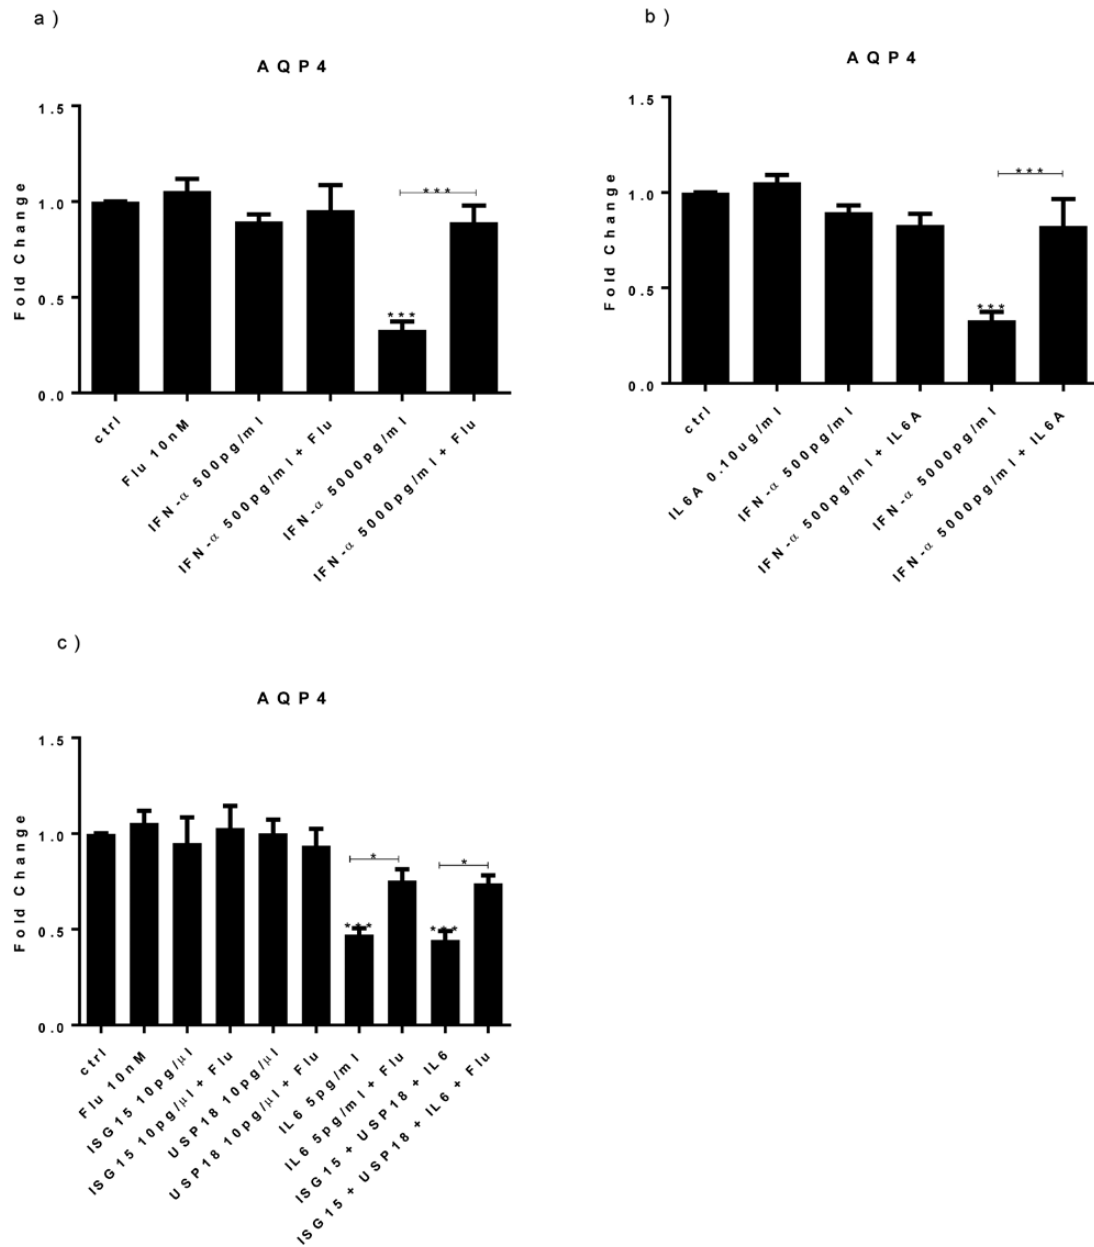 a)
AQP4
Fold Change
1.5
1.0
0.5
0.0
***
***
ctrl
Flu 10nM
IFN-α 500pg/ml
IFN-α 500pg/ml + Flu
IFN-α 5000pg/ml
IFN-α 5000pg/ml + Flu
b)
AQP4
Fold Change
1.5
1.0
0.5
0.0
***
***
ctrl
IL6A 0.10ug/ml
IFN-α 500pg/ml
IFN-α 500pg/ml + IL6A
IFN-α 5000pg/ml
IFN-α 5000pg/ml + IL6A
c)
AQP4
Fold Change
1.5
1.0
0.5
0.0
*
*
***
***
ctrl
Flu 10nM
ISG15 10pg/μl
ISG15 10pg/μl + Flu
USP18 10pg/μl
USP18 10pg/μl + Flu
IL6 5pg/ml
IL6 5pg/ml + Flu
ISG15 + USP18 + IL6
ISG15 + USP18 + IL6 + Flu